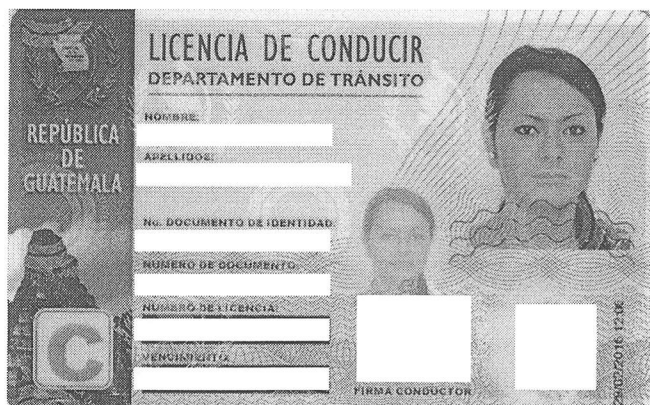 LICENCIA DE CONDUCIR
DEPARTAMENTO DE TRÁNSITO
REPÚBLICA
DE
GUATEMALA
NOMBRE:
APELLIDOS:
No. DOCUMENTO DE IDENTIDAD:
NUMERO DE DOCUMENTO:
NUMERO DE LICENCIA:
VENCIMIENTO:
C
FIRMA CONDUCTOR
29/02/2016 12:06